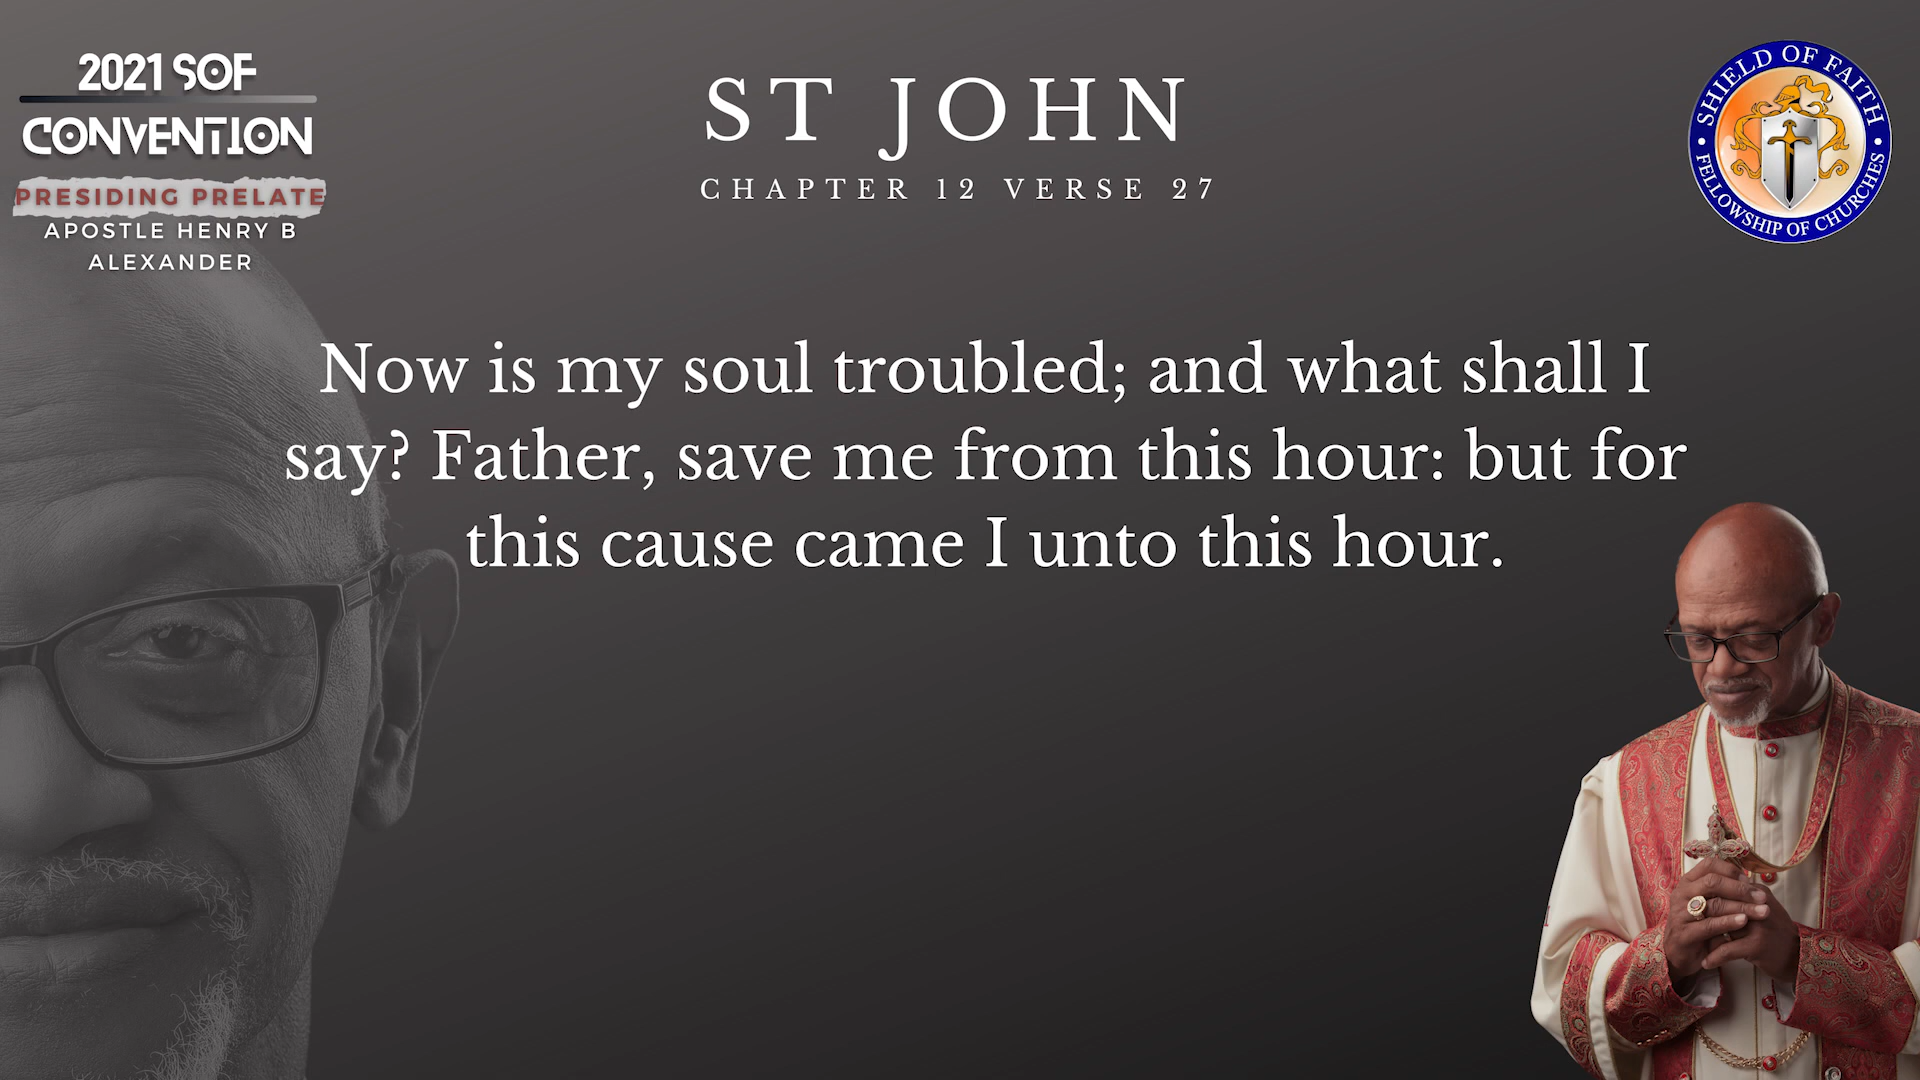 2021 SOF
CONVENTION
PRESIDING PRELATE
APOSTLE HENRY B
ALEXANDER
ST JOHN
CHAPTER 12 VERSE 27
SHIELD OF FAITH
FELLOWSHIP OF CHURCHES
Now is my soul troubled; and what shall I
say? Father, save me from this hour: but for
this cause came I unto this hour.